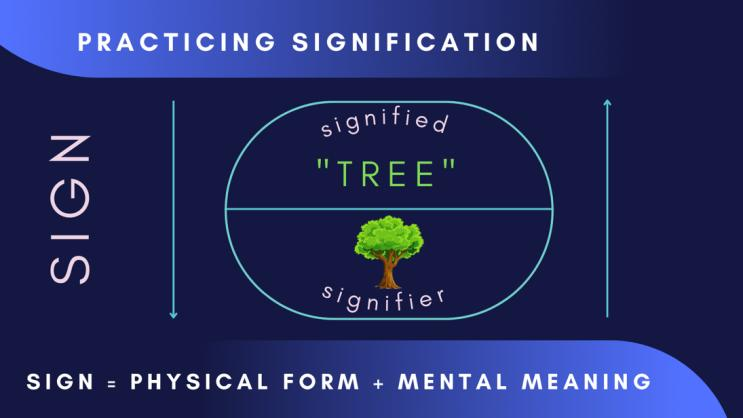 PRACTICING SIGNIFICATION
SIGN
signified
"TREE"
signifier
SIGN = PHYSICAL FORM + MENTAL MEANING